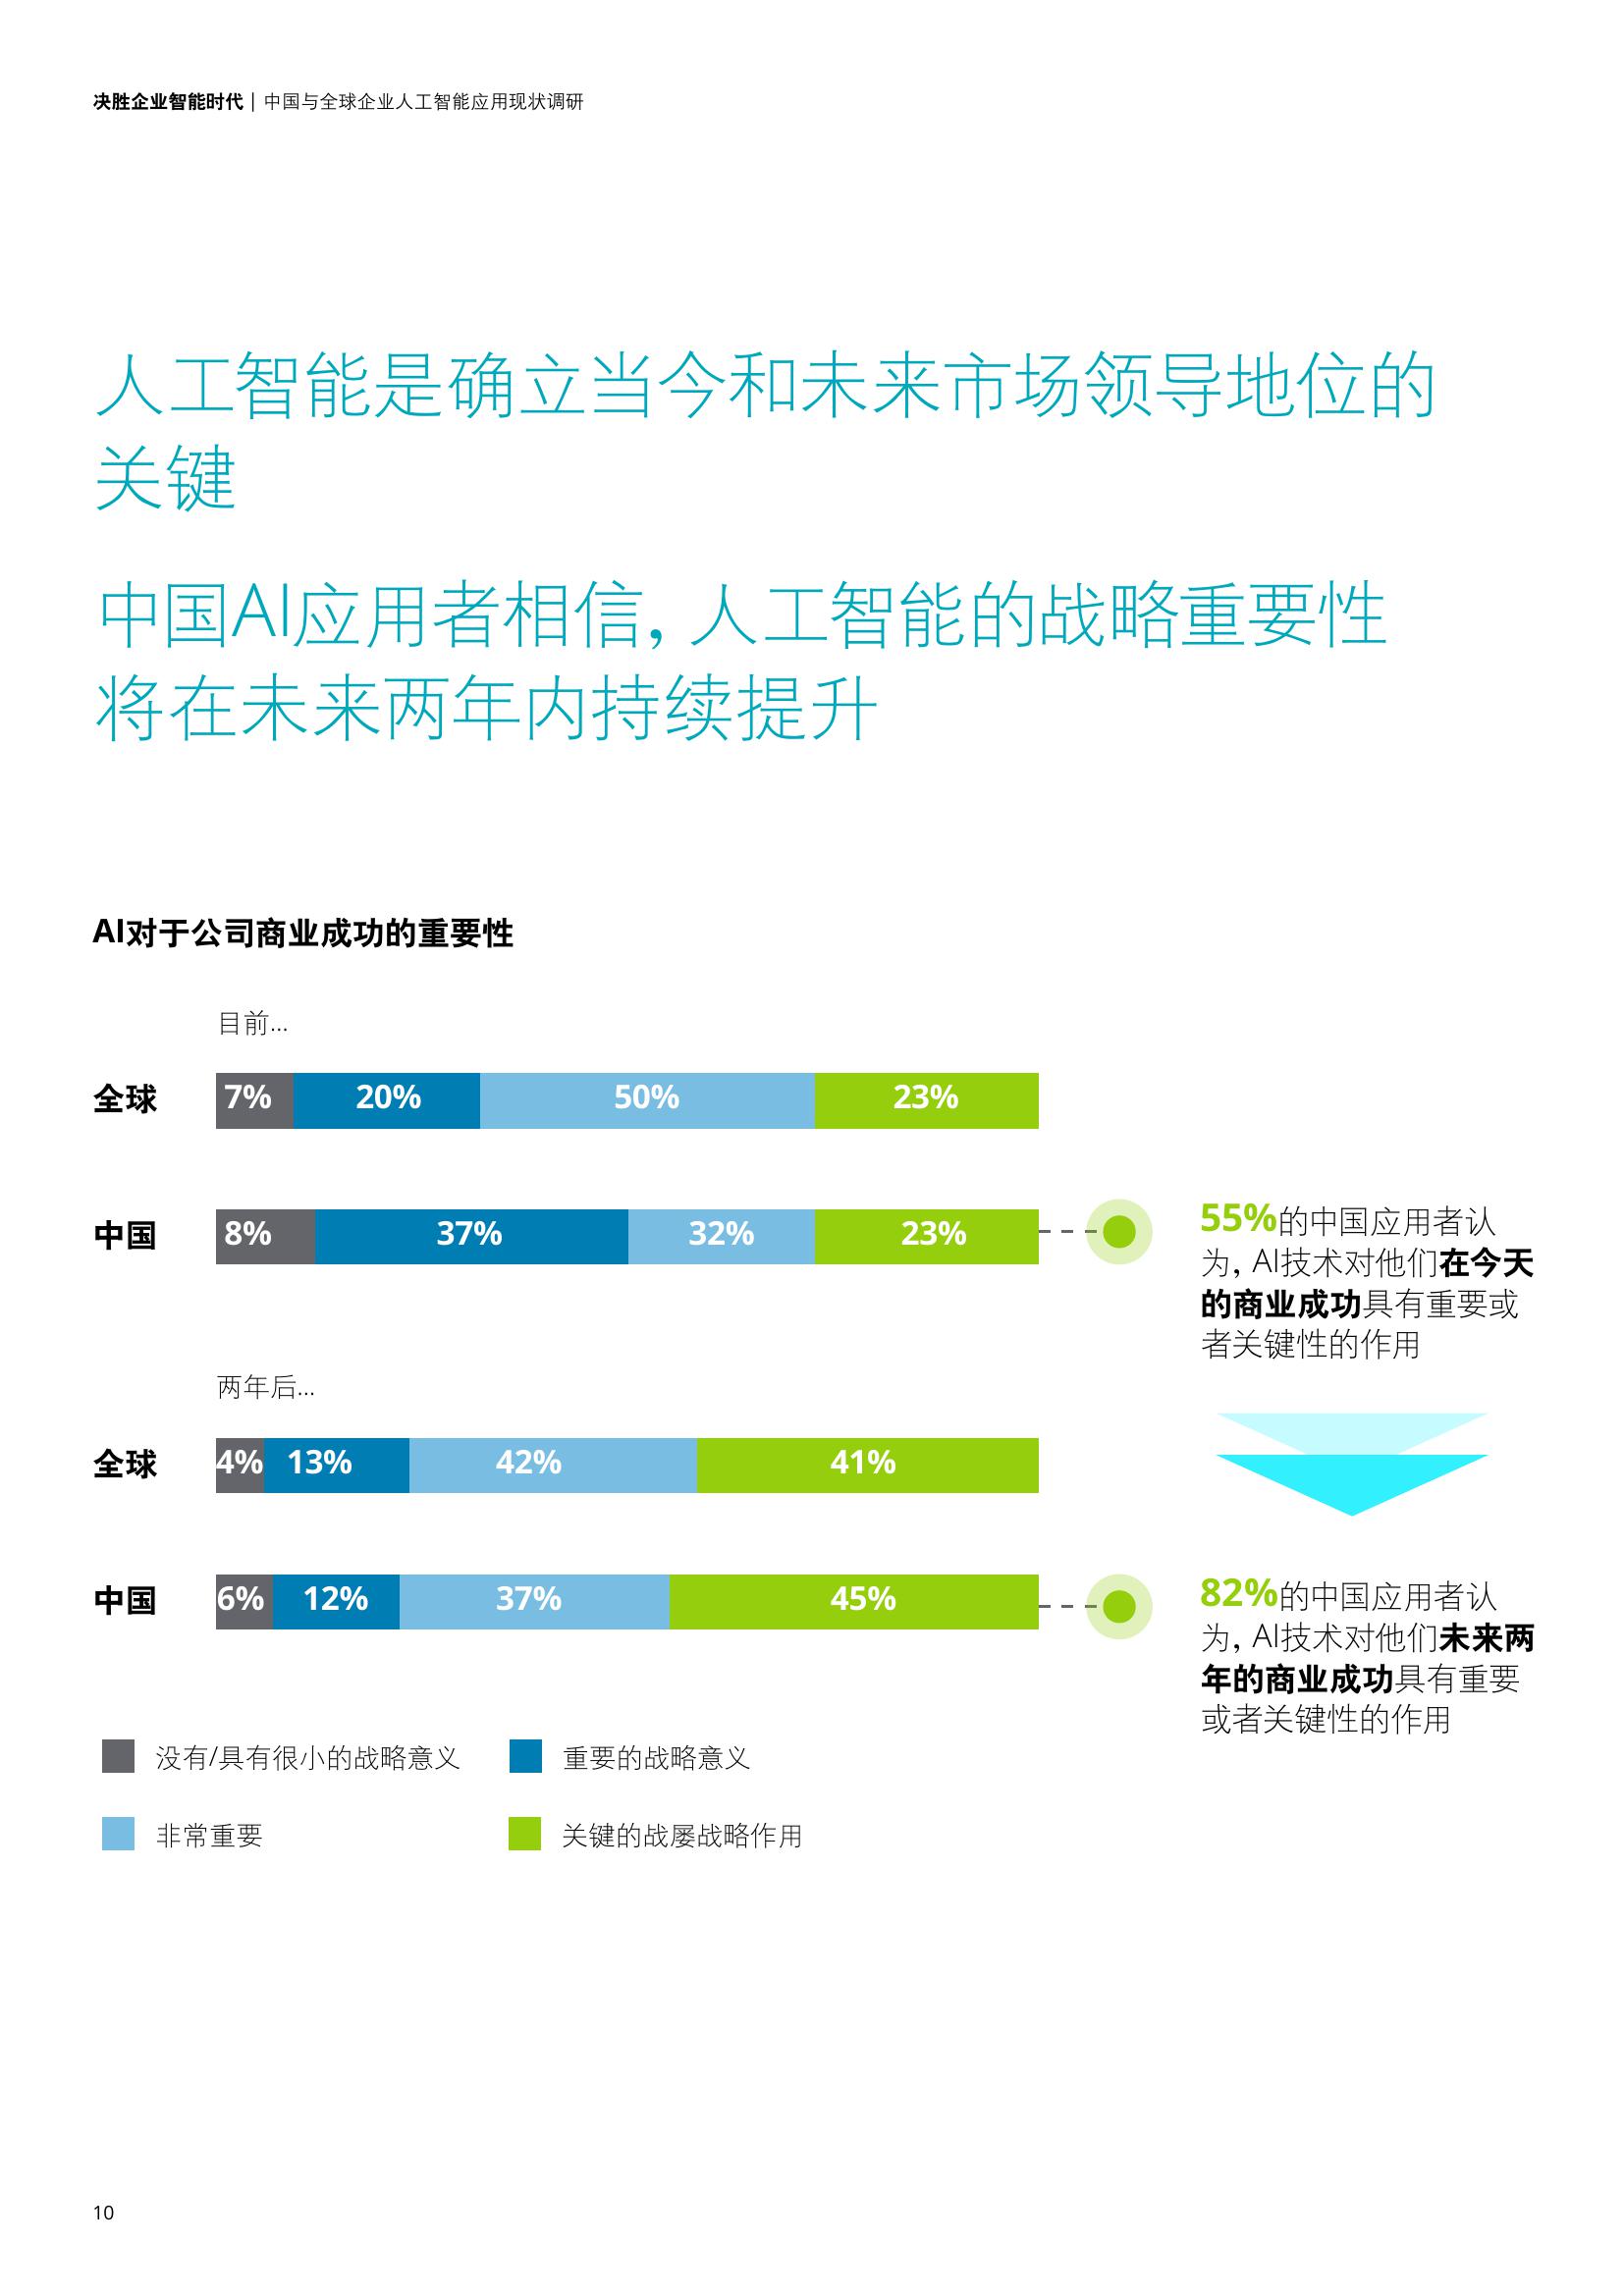 决胜企业智能时代 | 中国与全球企业人工智能应用现状调研
人工智能是确立当今和未来市场领导地位的
关键
中国AI应用者相信，人工智能的战略重要性
将在未来两年内持续提升
AI对于公司商业成功的重要性
目前...
全球 7% 20% 50% 23%
中国 8% 37% 32% 23%
55%的中国应用者认
为，AI技术对他们在今天
的商业成功具有重要或
者关键性的作用
两年后...
全球 4% 13% 42% 41%
中国 6% 12% 37% 45%
82%的中国应用者认
为，AI技术对他们未来两
年的商业成功具有重要
或者关键性的作用
没有/具有很小的战略意义 重要的战略意义
非常重要 关键的战屡战略作用
10